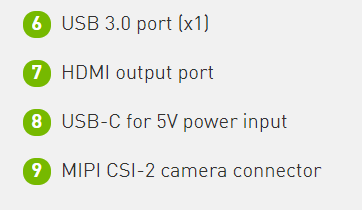 6 USB 3.0 port (x1)
7 HDMI output port
8 USB-C for 5V power input
9 MIPI CSI-2 camera connector